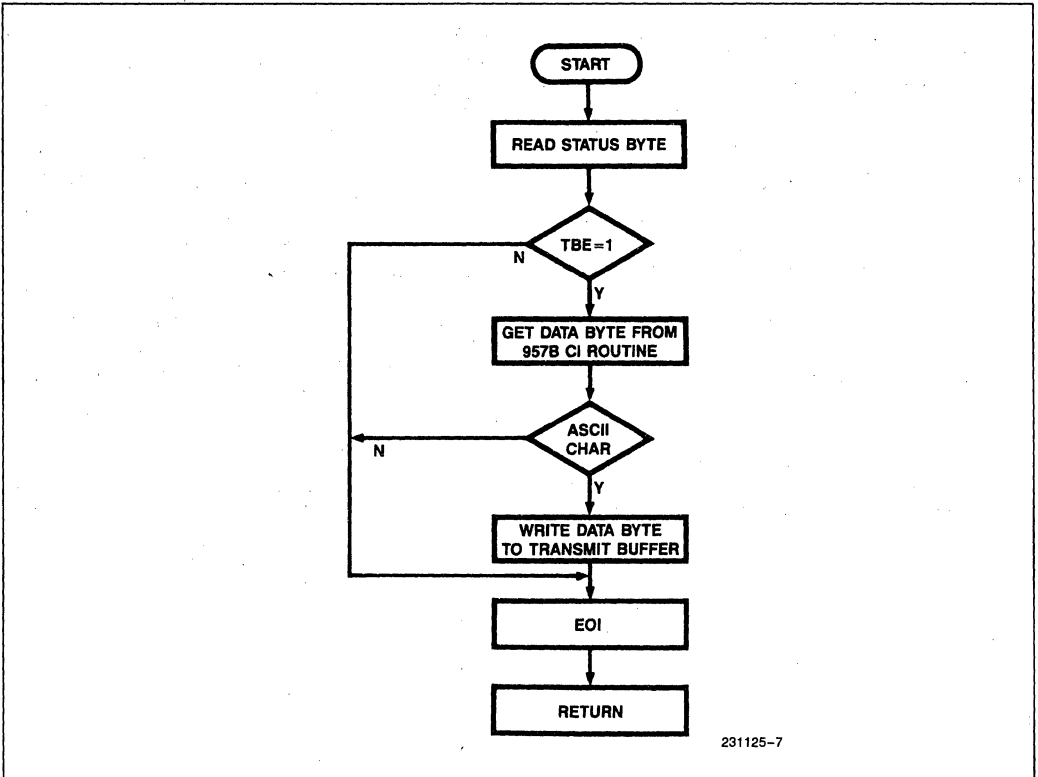 START
READ STATUS BYTE
TBE=1
N
Y
GET DATA BYTE FROM
957B CI ROUTINE
ASCII
CHAR
N
Y
WRITE DATA BYTE
TO TRANSMIT BUFFER
EOI
RETURN
231125-7